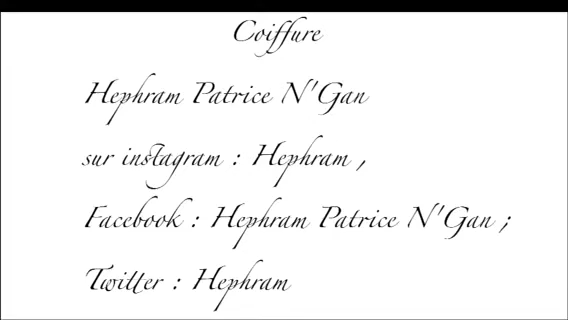 Coiffure
Hephram Patrice N'Gan
sur instagram : Hephram ,
Facebook : Hephram Patrice N'Gan ;
Twitter : Hephram